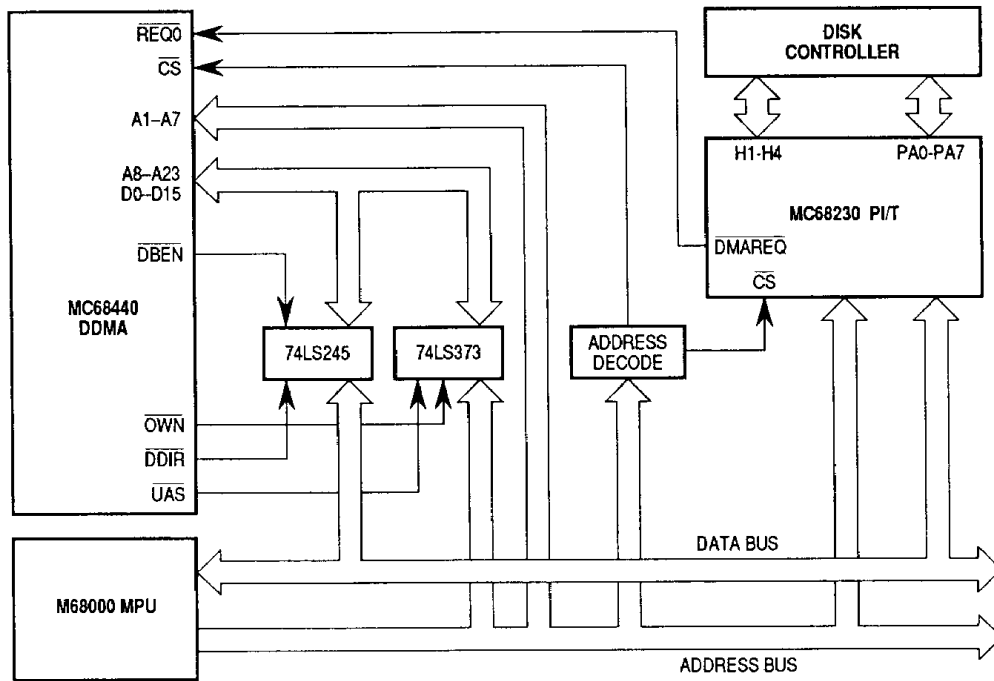 REQ0
CS
A1–A7
A8–A23
D0–D15
DBEN
MC68440
DDMA
OWN
DDIR
UAS
DISK
CONTROLLER
H1-H4
PA0-PA7
MC68230 PI/T
DMAREQ
CS
74LS245
74LS373
ADDRESS
DECODE
M68000 MPU
DATA BUS
ADDRESS BUS